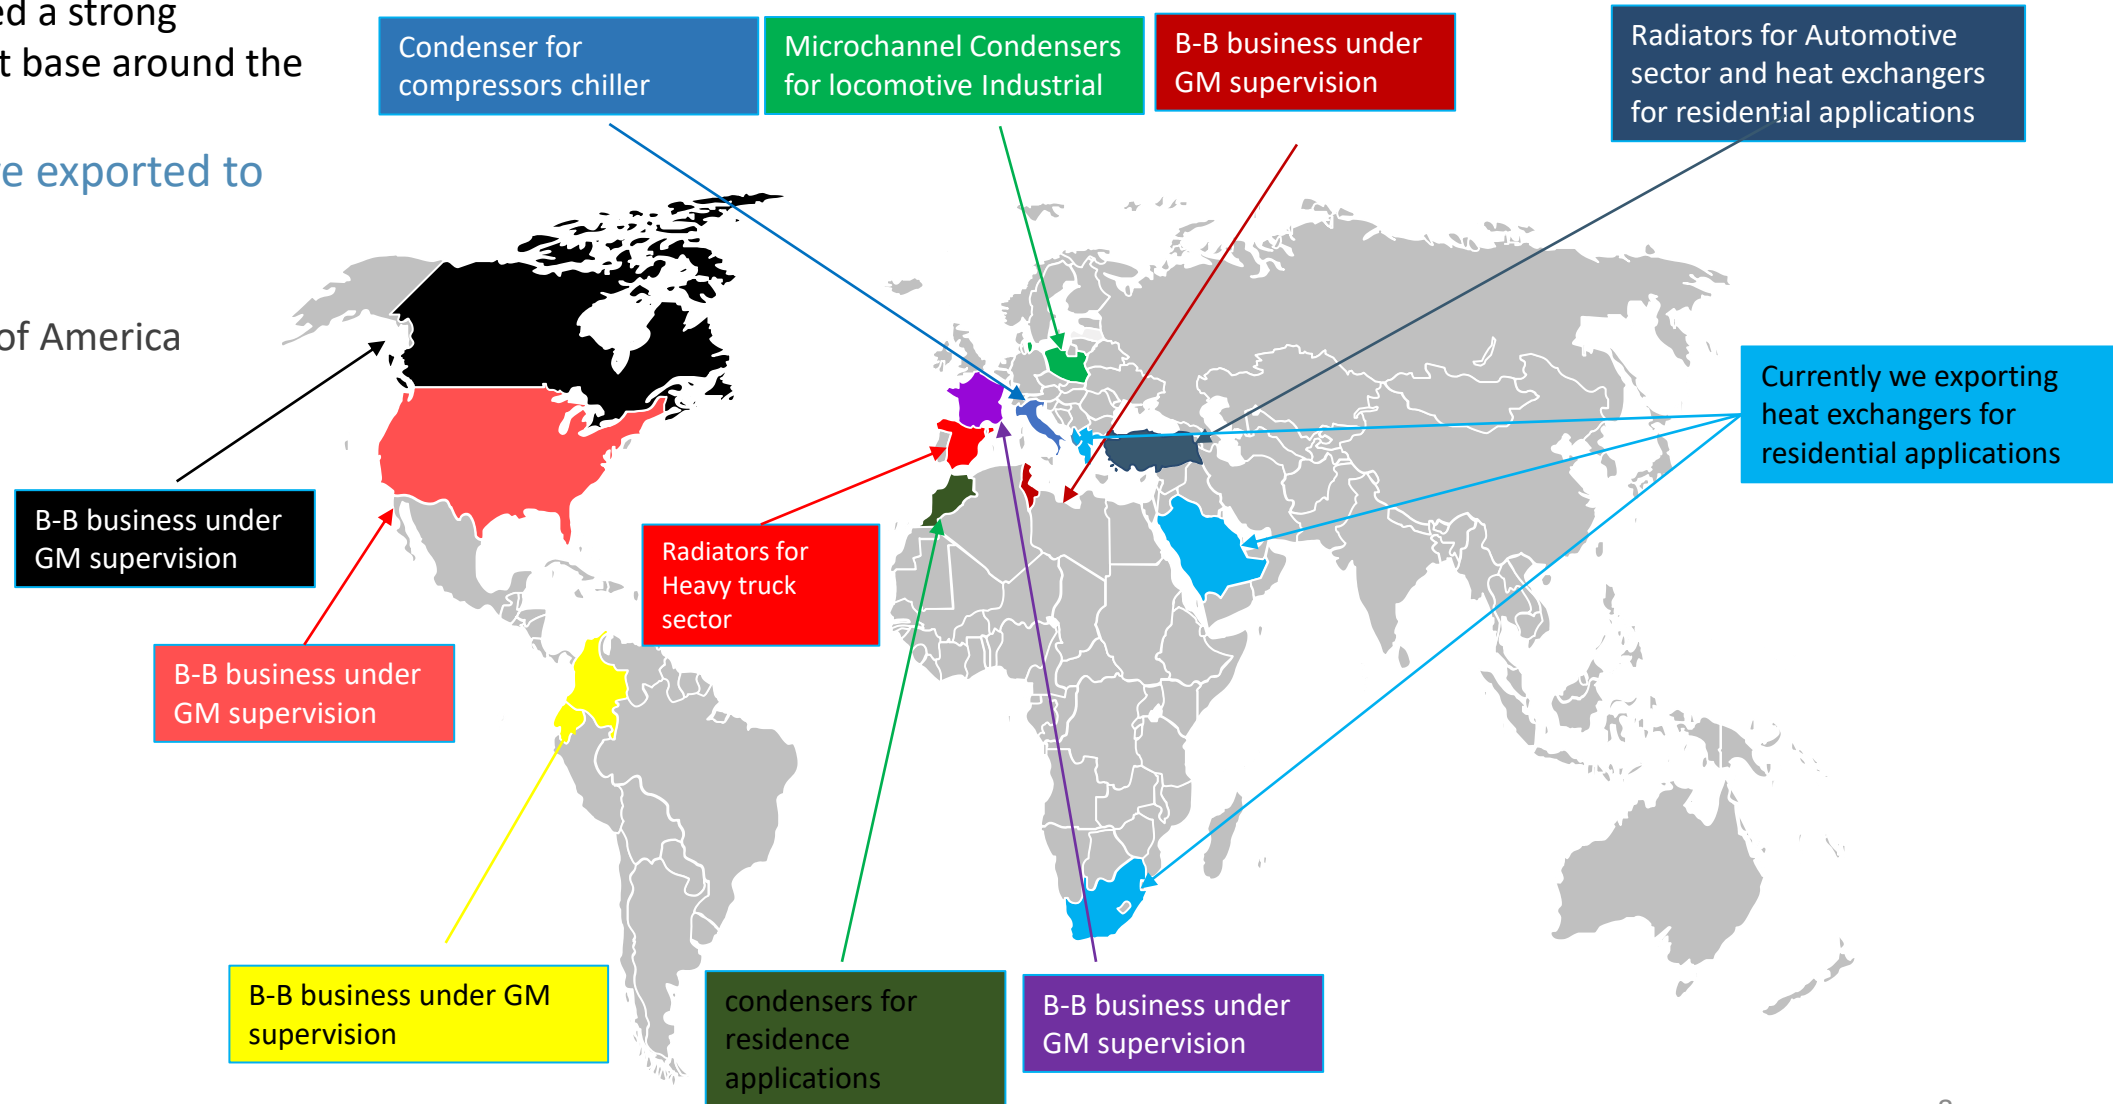 ed a strong
t base around the
e exported to
of America
Condenser for
compressors chiller
Microchannel Condensers
for locomotive Industrial
B-B business under
GM supervision
Radiators for Automotive
sector and heat exchangers
for residential applications
Currently we exporting
heat exchangers for
residential applications
B-B business under
GM supervision
Radiators for
Heavy truck
sector
B-B business under
GM supervision
B-B business under GM
supervision
condensers for
residence
applications
B-B business under
GM supervision